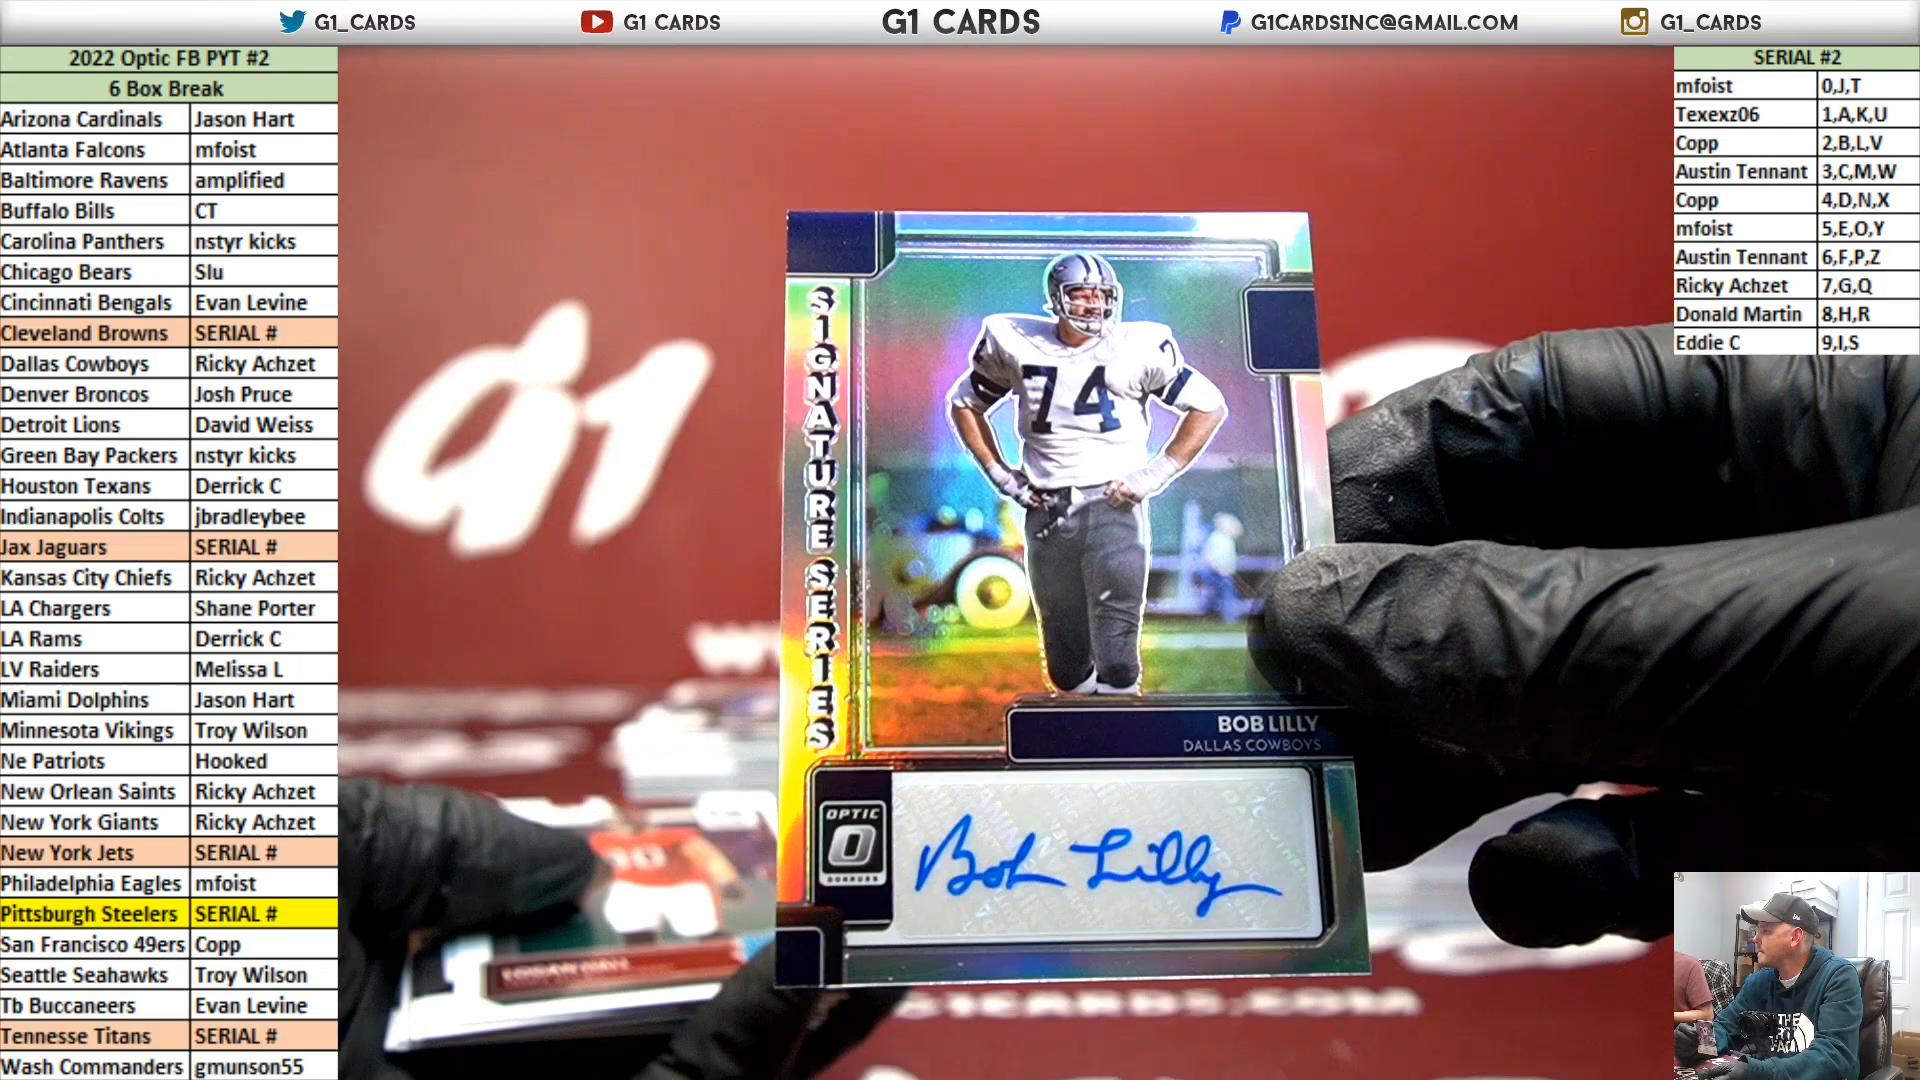 G1_CARDS
G1 CARDS
G1 CARDS
G1CARDSINC@GMAIL.COM
G1_CARDS
2022 Optic FB PYT #2
6 Box Break
Arizona Cardinals Jason Hart
Atlanta Falcons mfoist
Baltimore Ravens amplified
Buffalo Bills CT
Carolina Panthers nstyr kicks
Chicago Bears Slu
Cincinnati Bengals Evan Levine
Cleveland Browns SERIAL #
Dallas Cowboys Ricky Achzet
Denver Broncos Josh Pruce
Detroit Lions David Weiss
Green Bay Packers nstyr kicks
Houston Texans Derrick C
Indianapolis Colts jbradleybee
Jax Jaguars SERIAL #
Kansas City Chiefs Ricky Achzet
LA Chargers Shane Porter
LA Rams Derrick C
LV Raiders Melissa L
Miami Dolphins Jason Hart
Minnesota Vikings Troy Wilson
Ne Patriots Hooked
New Orlean Saints Ricky Achzet
New York Giants Ricky Achzet
New York Jets SERIAL #
Philadelphia Eagles mfoist
Pittsburgh Steelers SERIAL #
San Francisco 49ers Copp
Seattle Seahawks Troy Wilson
Tb Buccaneers Evan Levine
Tennesse Titans SERIAL #
Wash Commanders gmunson55
SERIAL #2
mfoist 0,J,T
Texexz06 1,A,K,U
Copp 2,B,L,V
Austin Tennant 3,C,M,W
Copp 4,D,N,X
mfoist 5,E,O,Y
Austin Tennant 6,F,P,Z
Ricky Achzet 7,G,Q
Donald Martin 8,H,R
Eddie C 9,I,S
g1
SIGNATURE SERIES
74
7
BOB LILLY
DALLAS COWBOYS
OPTIC
O
DONRUSS
Bob Lilly
LOGAN HALL
G1CARDS.COM
THE